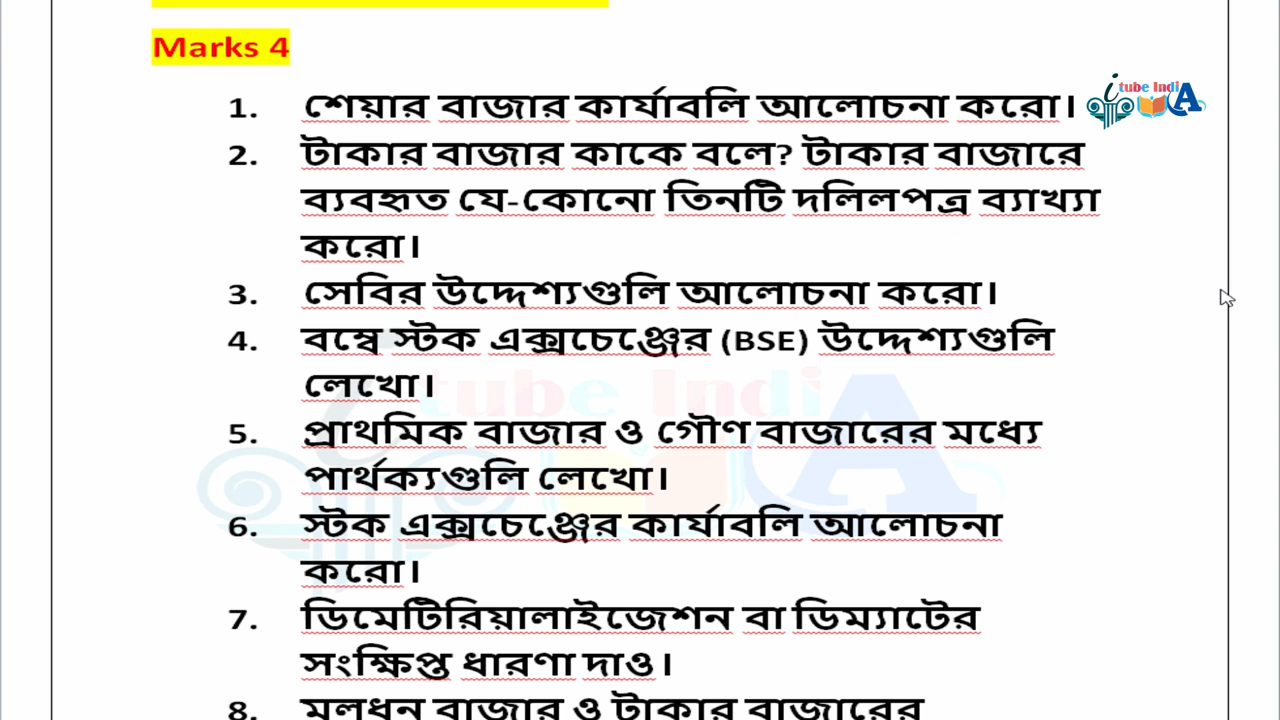 Marks 4
1. শেয়ার বাজার কার্যাবলি আলোচনা করো।
tube IndiA
2. টাকার বাজার কাকে বলে? টাকার বাজারে
ব্যবহৃত যে-কোনো তিনটি দলিলপত্র ব্যাখ্যা
করো।
3. সেবির উদ্দেশ্যগুলি আলোচনা করো।
4. বম্বে স্টক এক্সচেঞ্জের (BSE) উদ্দেশ্যগুলি
লেখো।
5. প্রাথমিক বাজার ও গৌণ বাজারের মধ্যে
পার্থক্যগুলি লেখো।
6. স্টক এক্সচেঞ্জের কার্যাবলি আলোচনা
করো।
7. ডিমেটিরিয়ালাইজেশন বা ডিম্যাটের
সংক্ষিপ্ত ধারণা দাও।
8. মূলধন বাজার ও টাকার বাজারের